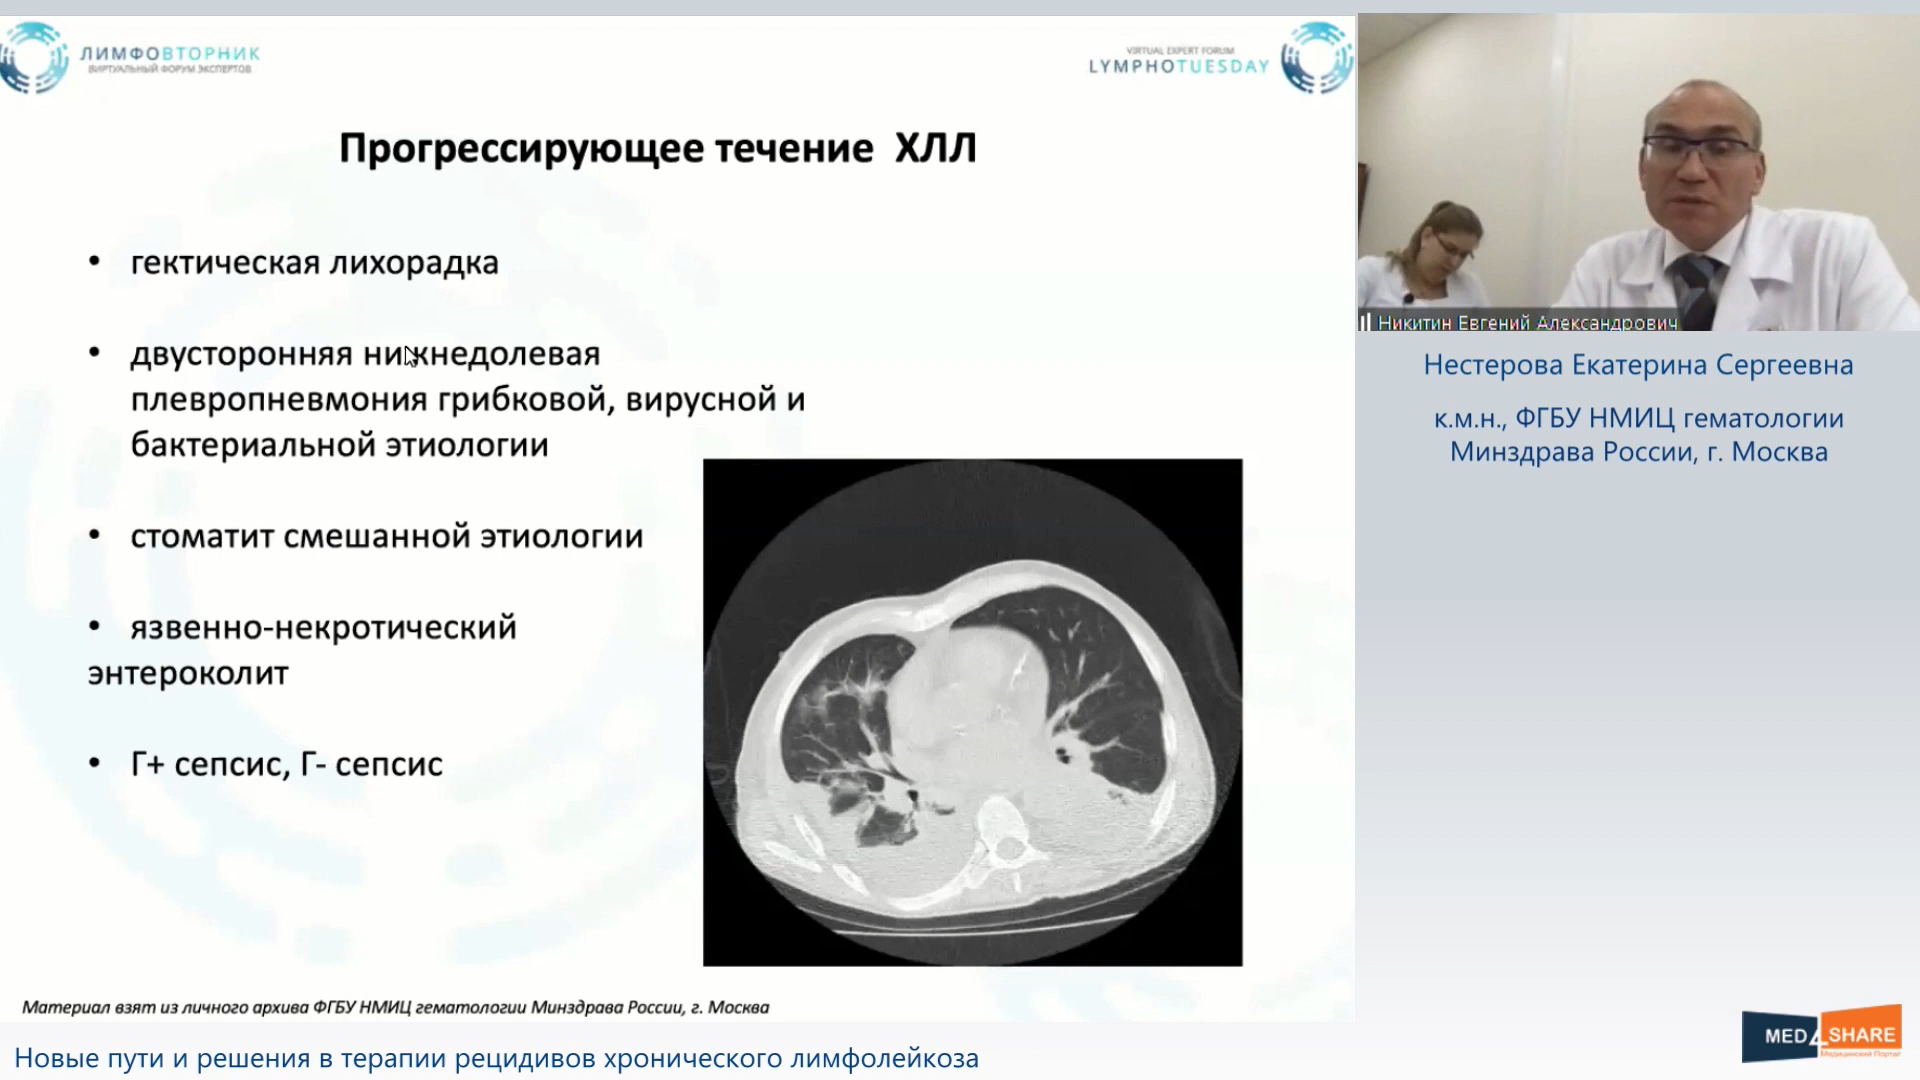 ЛИМФОВТОРНИК
ВИРТУАЛЬНЫЙ ФОРУМ ЭКСПЕРТОВ
VIRTUAL EXPERT FORUM
LYMPHOTUESDAY
Прогрессирующее течение ХЛЛ
• гектическая лихорадка
• двусторонняя нижнедолевая
плевропневмония грибковой, вирусной и
бактериальной этиологии
• стоматит смешанной этиологии
• язвенно-некротический
энтероколит
• Г+ сепсис, Г- сепсис
Материал взят из личного архива ФГБУ НМИЦ гематологии Минздрава России, г. Москва
Никитин Евгений Александрович
Нестерова Екатерина Сергеевна
к.м.н., ФГБУ НМИЦ гематологии
Минздрава России, г. Москва
Новые пути и решения в терапии рецидивов хронического лимфолейкоза
MED4SHARE
Медицинский Портал